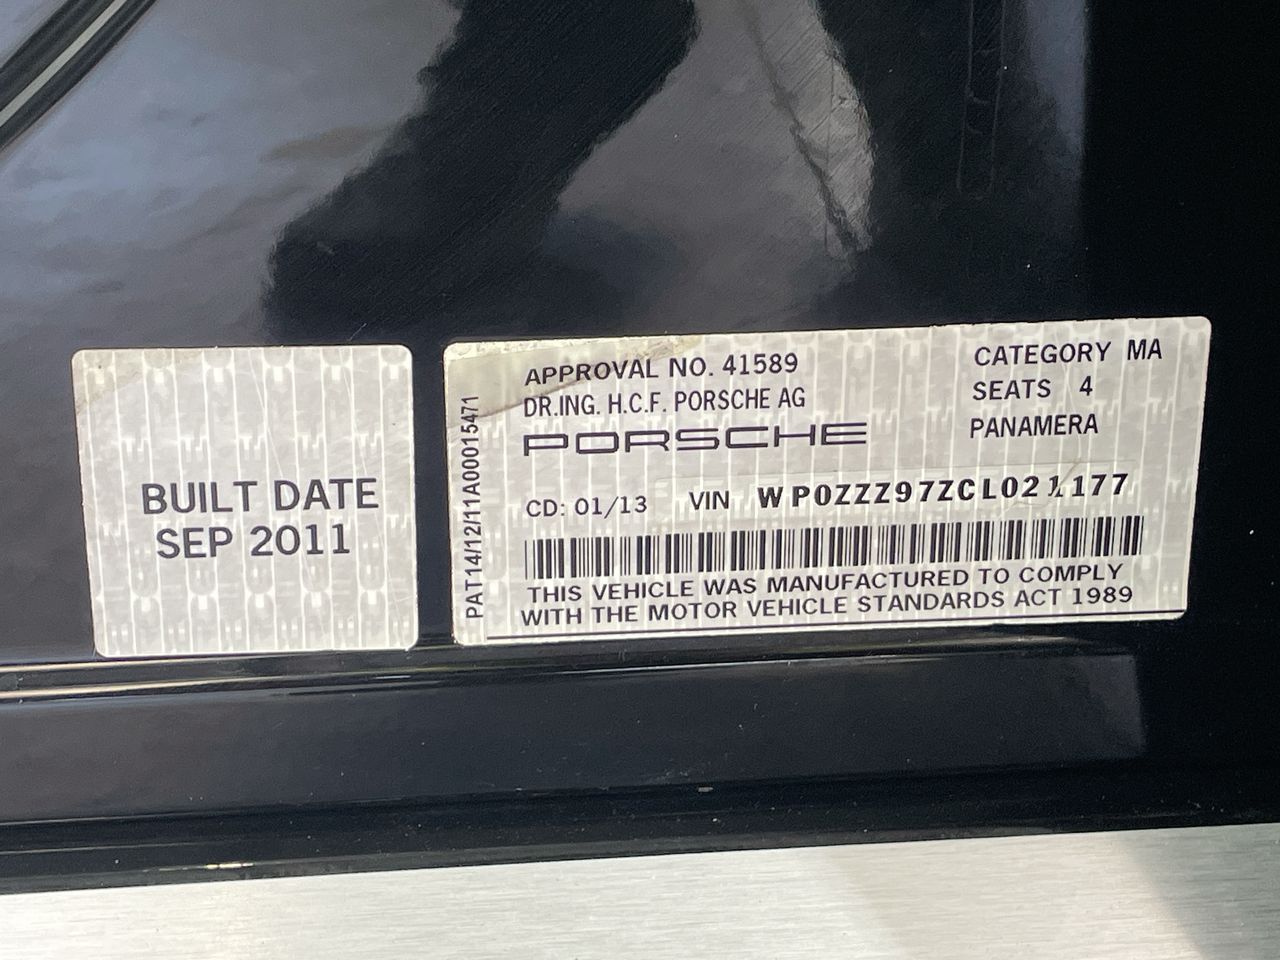 BUILT DATE
SEP 2011
PAT14/12/11A00015471
APPROVAL NO. 41589
DR.ING. H.C.F. PORSCHE AG
PORSCHE
CATEGORY MA
SEATS 4
PANAMERA
CD: 01/13 VIN WP0ZZZ97ZCL021177
THIS VEHICLE WAS MANUFACTURED TO COMPLY
WITH THE MOTOR VEHICLE STANDARDS ACT 1989